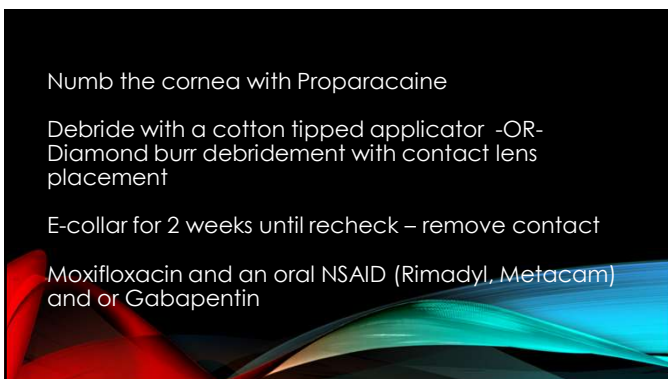 Numb the cornea with Proparacaine
Debride with a cotton tipped applicator -OR-
Diamond burr debridement with contact lens
placement
E-collar for 2 weeks until recheck – remove contact
Moxifloxacin and an oral NSAID (Rimadyl, Metacam)
and or Gabapentin